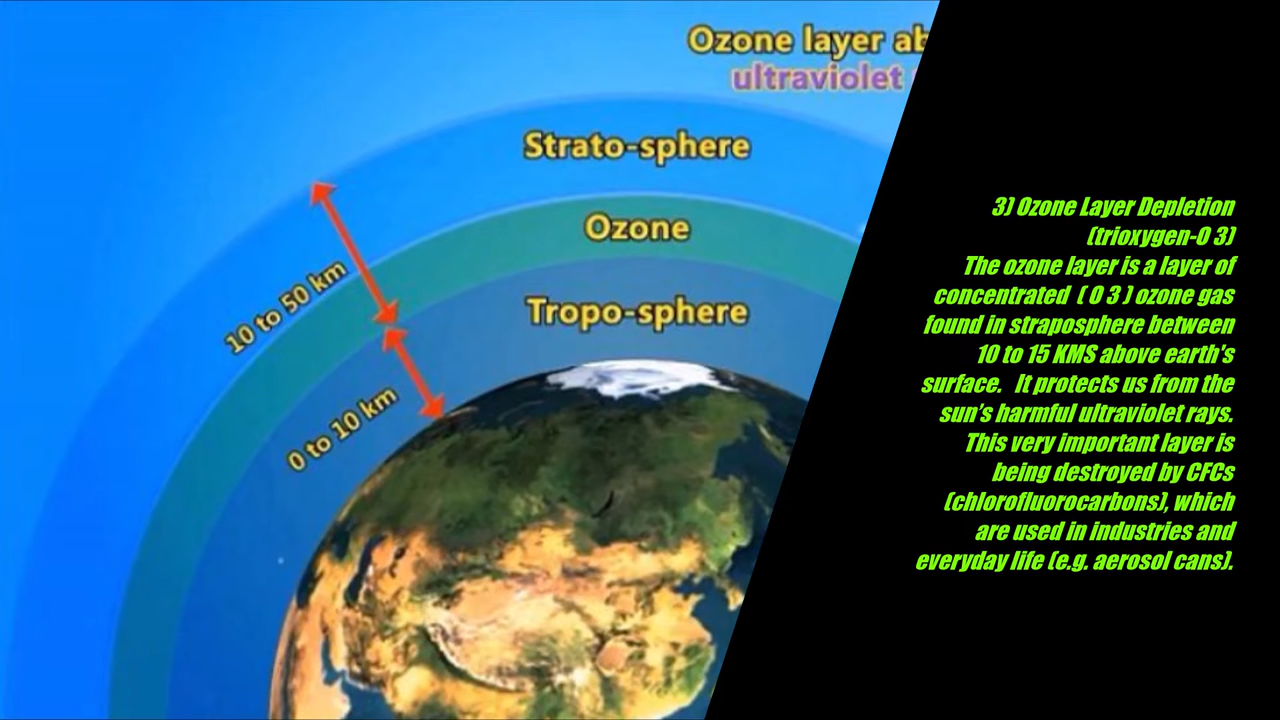 Ozone layer ab
ultraviolet
Strato-sphere
Ozone
Tropo-sphere
10 to 50 km
0 to 10 km
3) Ozone Layer Depletion
(trioxygen-O 3)
The ozone layer is a layer of
concentrated ( O 3 ) ozone gas
found in straposphere between
10 to 15 KMS above earth's
surface. It protects us from the
sun's harmful ultraviolet rays.
This very important layer is
being destroyed by CFCs
(chlorofluorocarbons), which
are used in industries and
everyday life (e.g. aerosol cans).